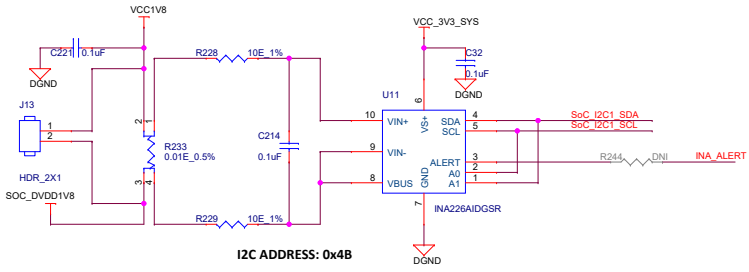 VCC1V8
C221
0.1uF
DGND
R228
10E_1%
VCC_3V3_SYS
C32
0.1uF
DGND
U11
J13
1
2
HDR_2X1
SOC_DVDD1V8
2
1
R233
0.01E_0.5%
3
4
C214
0.1uF
R229
10E_1%
10
VIN+
9
VIN-
8
VBUS
6
VS+
SDA
4
SoC_I2C1_SDA
SCL
5
SoC_I2C1_SCL
ALERT
3
R244
DNI
INA_ALERT
A0
2
A1
1
GND
7
INA226AIDGSR
DGND
I2C ADDRESS: 0x4B